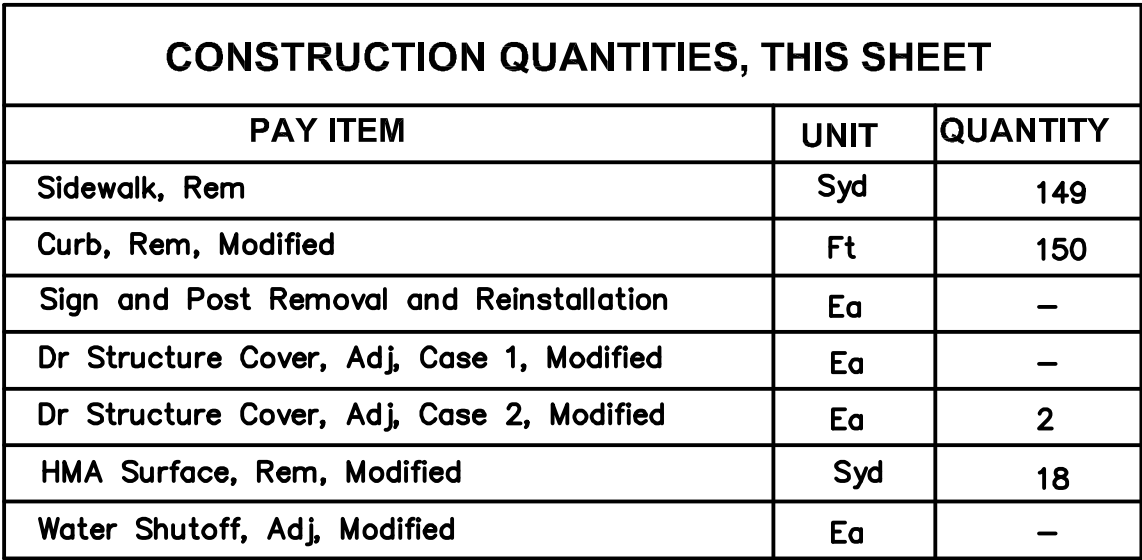 CONSTRUCTION QUANTITIES, THIS SHEET
PAY ITEM UNIT QUANTITY
Sidewalk, Rem Syd 149
Curb, Rem, Modified Ft 150
Sign and Post Removal and Reinstallation Ea –
Dr Structure Cover, Adj, Case 1, Modified Ea –
Dr Structure Cover, Adj, Case 2, Modified Ea 2
HMA Surface, Rem, Modified Syd 18
Water Shutoff, Adj, Modified Ea –